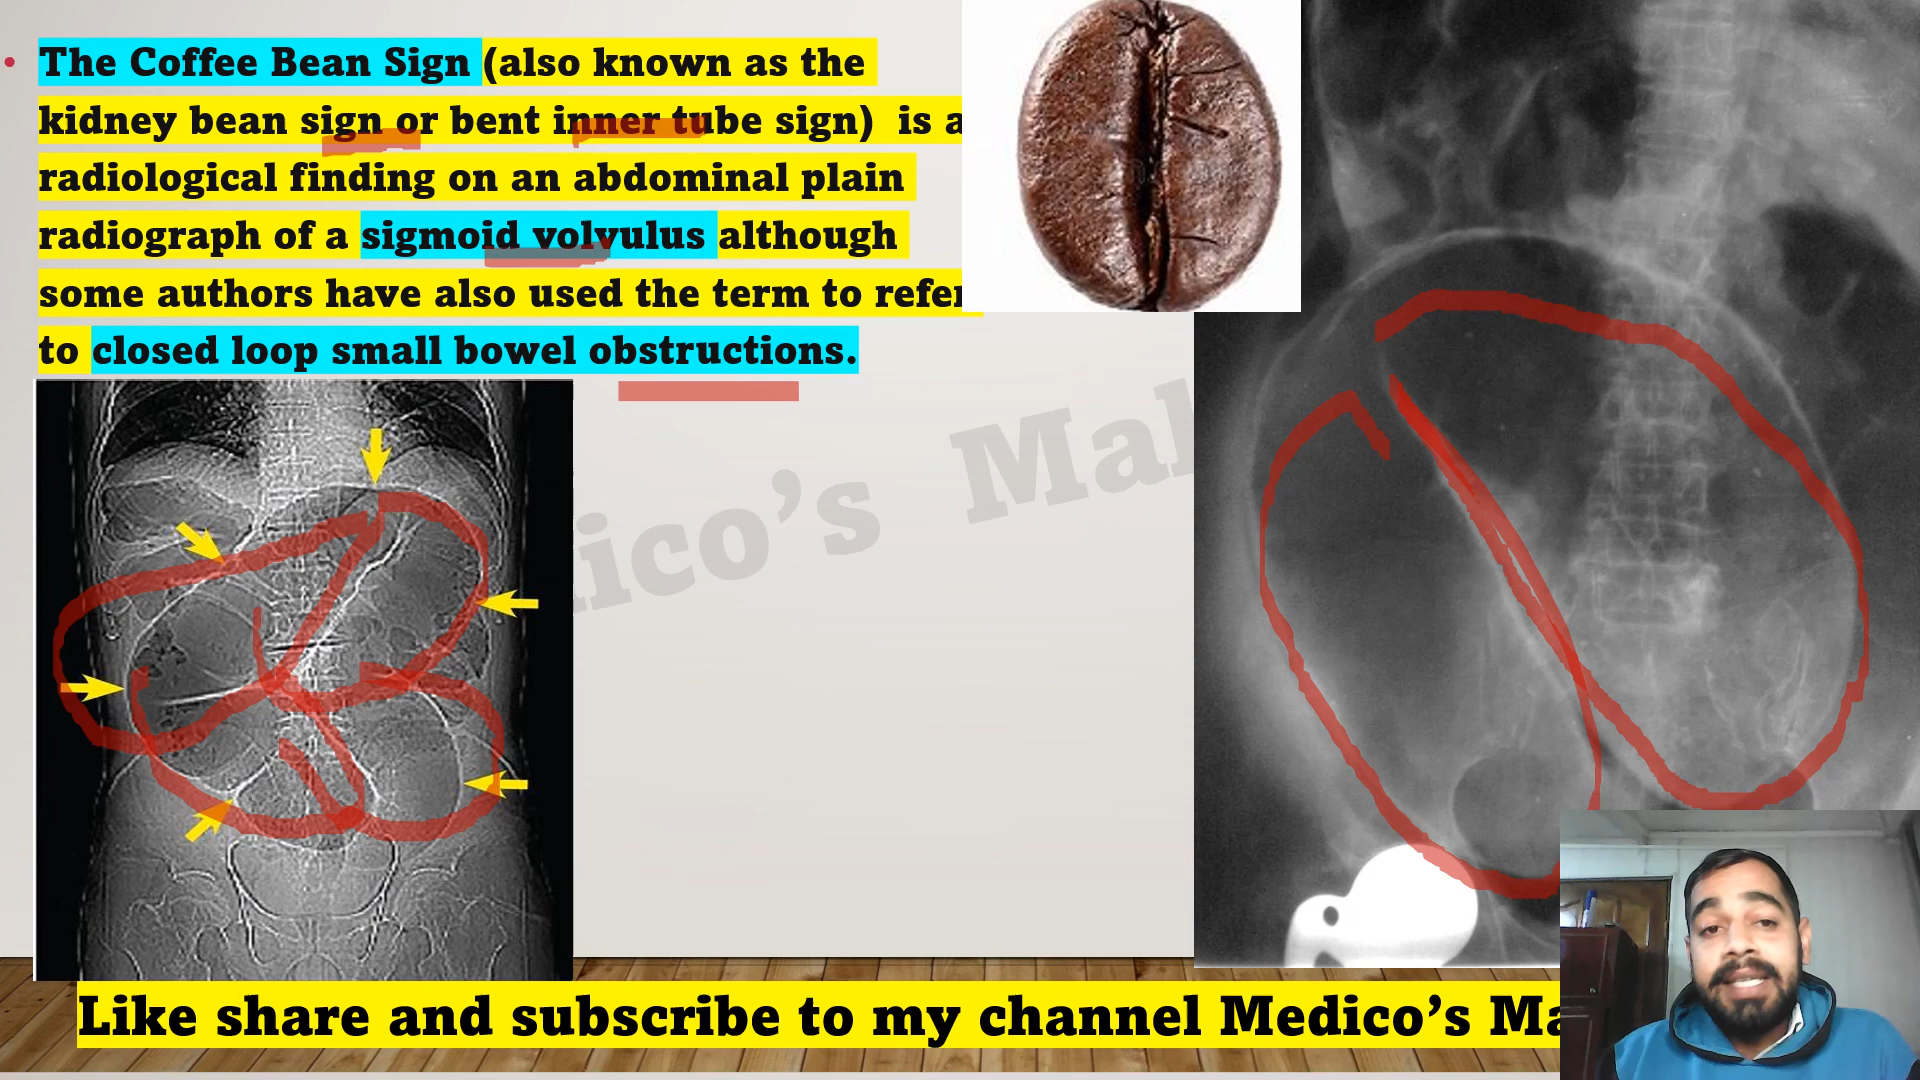 The Coffee Bean Sign (also known as the
kidney bean sign or bent inner tube sign) is a
radiological finding on an abdominal plain
radiograph of a sigmoid volvulus although
some authors have also used the term to refer
to closed loop small bowel obstructions.
Like share and subscribe to my channel Medico's